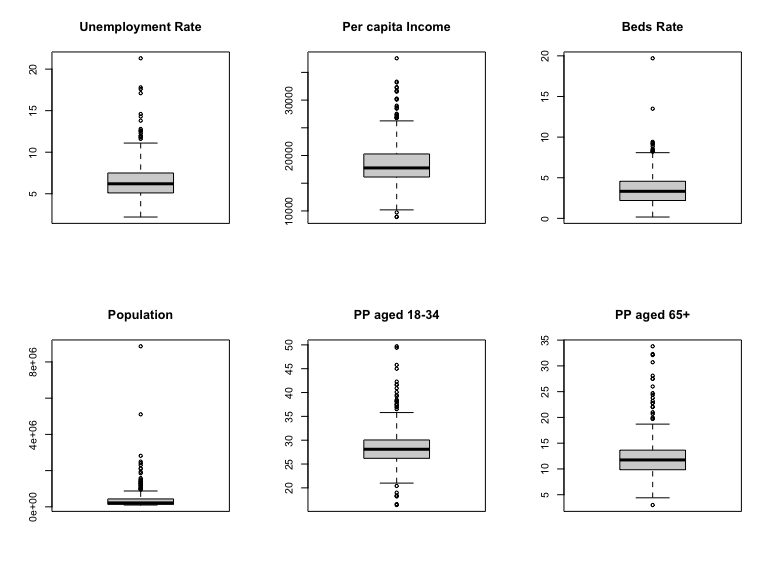 Unemployment Rate
20
15
10
5
Per capita Income
30000
20000
10000
Beds Rate
20
15
10
5
0
Population
8e+06
4e+06
0e+00
PP aged 18-34
50
45
40
35
30
25
20
PP aged 65+
35
30
25
20
15
10
5